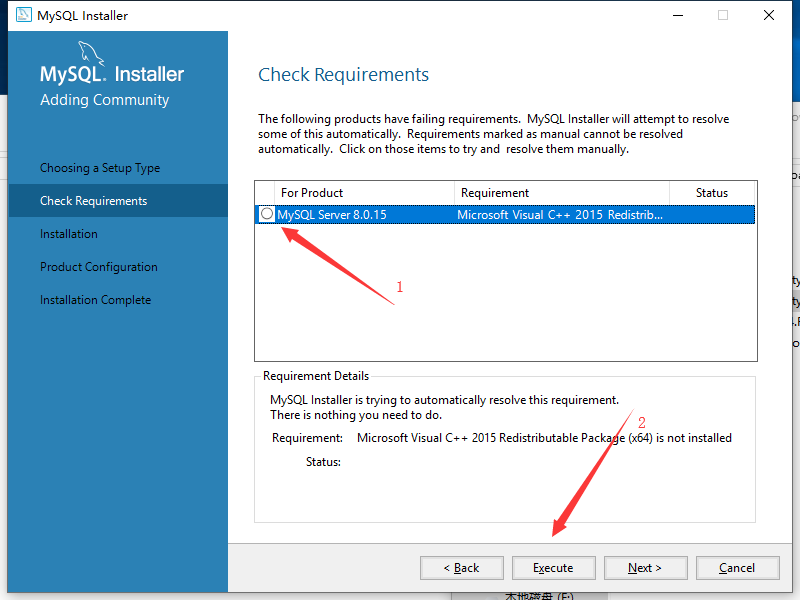 MySQL Installer
MySQL. Installer
Adding Community
Choosing a Setup Type
Check Requirements
Installation
Product Configuration
Installation Complete
Check Requirements
The following products have failing requirements.  MySQL Installer will attempt to resolve
some of this automatically.  Requirements marked as manual cannot be resolved
automatically.  Click on those items to try and  resolve them manually.
For Product Requirement Status
MySQL Server 8.0.15 Microsoft Visual C++ 2015 Redistrib...
1
Requirement Details
MySQL Installer is trying to automatically resolve this requirement.
There is nothing you need to do.
2
Requirement: Microsoft Visual C++ 2015 Redistributable Package (x64) is not installed
Status:
< Back Execute Next > Cancel
本地磁盘 (F:)